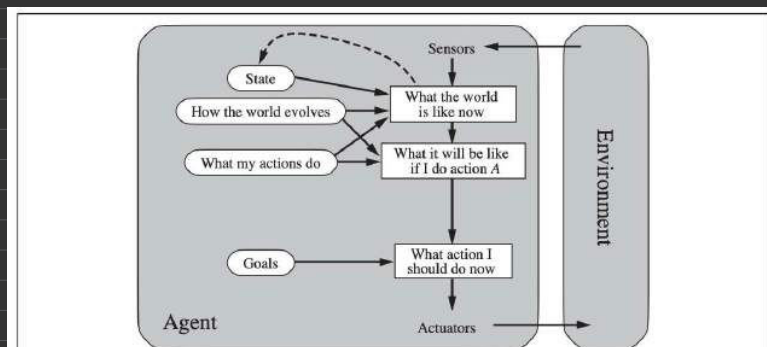 Sensors
State
What the world
is like now
How the world evolves
What my actions do
What it will be like
if I do action A
Goals
What action I
should do now
Agent
Actuators
Environment